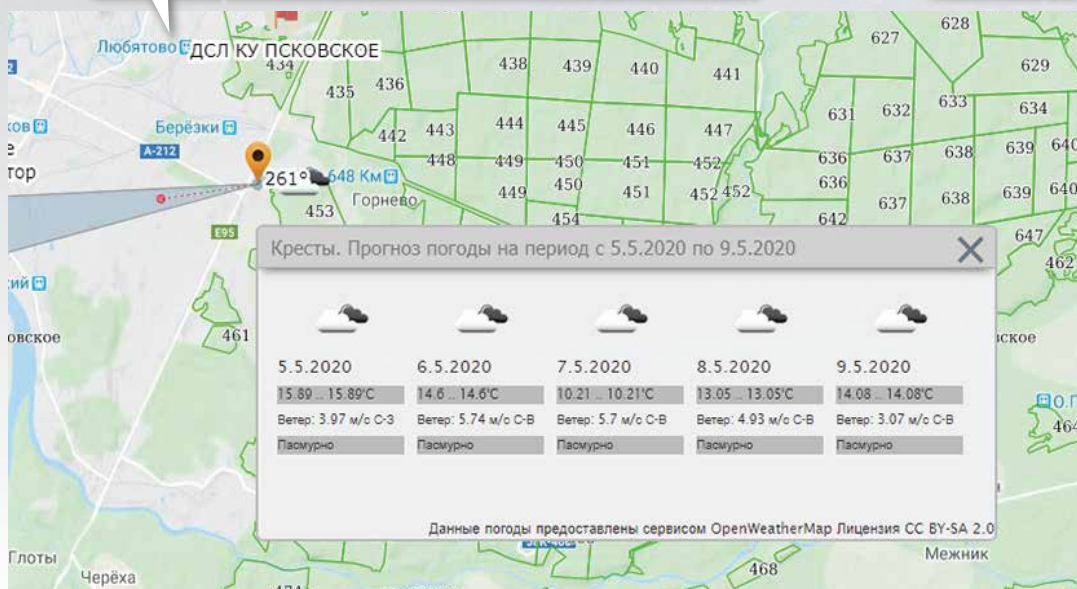 628
Любятово
ДСЛ КУ ПСКОВСКОЕ
627
434
438
439
440
441
629
435
436
633
631
632
634
Берёзки
442
443
444
445
446
447
639
А-212
448
449
450
451
452
636
637
638
тор
261°
648 Км
Горнево
449
450
451
452
452
636
637
638
639
640
453
454
642
E95
647
Кресты. Прогноз погоды на период с 5.5.2020 по 9.5.2020
462
ий
461
овское
ское
5.5.2020 6.5.2020 7.5.2020 8.5.2020 9.5.2020
15.89 .. 15.89°C 14.6 .. 14.6°C 10.21 .. 10.21°C 13.05 .. 13.05°C 14.08 .. 14.08°C
Ветер: 3.97 м/с С-З Ветер: 5.74 м/с С-В Ветер: 5.7 м/с С-В Ветер: 4.93 м/с С-В Ветер: 3.07 м/с С-В
Пасмурно Пасмурно Пасмурно Пасмурно Пасмурно
464
Данные погоды предоставлены сервисом OpenWeatherMap Лицензия CC BY-SA 2.0
Глоты
Межник
Черёха
468